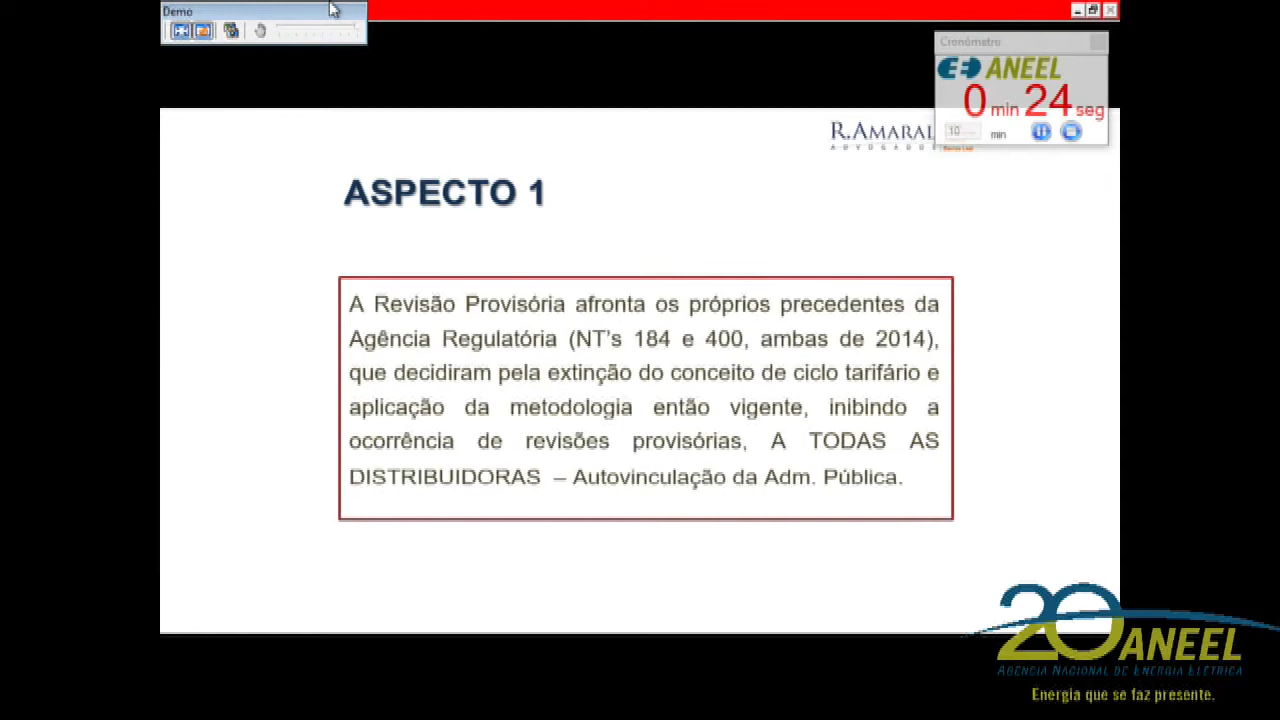 Demo
Cronómetro
ANEEL
0 min 24 seg
10 min
R.AMARAL
ADVOGADOS
ASPECTO 1
A Revisão Provisória afronta os próprios precedentes da
Agência Regulatória (NT's 184 e 400, ambas de 2014),
que decidiram pela extinção do conceito de ciclo tarifário e
aplicação da metodologia então vigente, inibindo a
ocorrência de revisões provisórias, A TODAS AS
DISTRIBUIDORAS – Autovinculação da Adm. Pública.
20 ANEEL
AGÊNCIA NACIONAL DE ENERGIA ELÉTRICA
Energia que se faz presente.